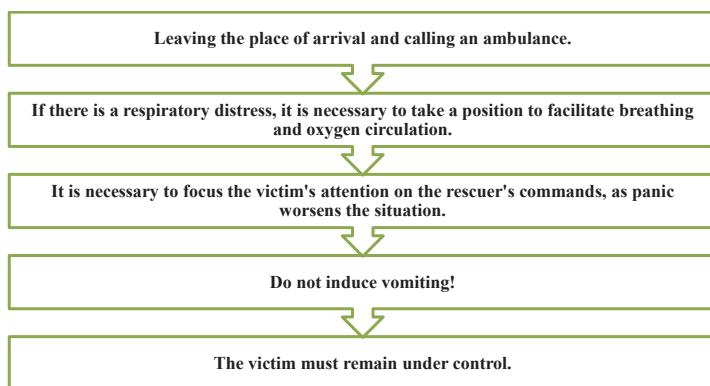 Leaving the place of arrival and calling an ambulance.
If there is a respiratory distress, it is necessary to take a position to facilitate breathing
and oxygen circulation.
It is necessary to focus the victim's attention on the rescuer's commands, as panic
worsens the situation.
Do not induce vomiting!
The victim must remain under control.